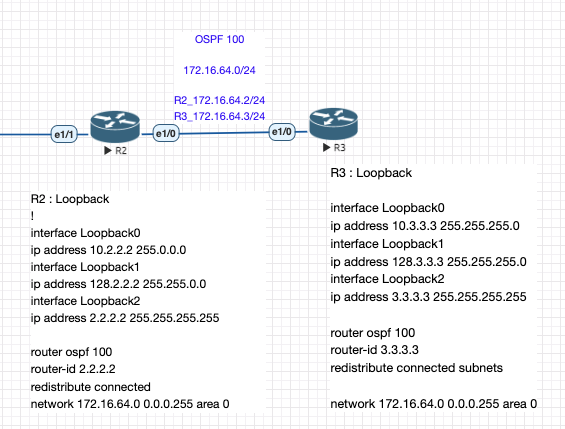 OSPF 100
172.16.64.0/24
R2_172.16.64.2/24
R3_172.16.64.3/24
e1/1
e1/0
e1/0
R2
R3
R2 : Loopback
!
interface Loopback0
ip address 10.2.2.2 255.0.0.0
interface Loopback1
ip address 128.2.2.2 255.255.0.0
interface Loopback2
ip address 2.2.2.2 255.255.255.255
router ospf 100
router-id 2.2.2.2
redistribute connected
network 172.16.64.0 0.0.0.255 area 0
R3 : Loopback
interface Loopback0
ip address 10.3.3.3 255.255.255.0
interface Loopback1
ip address 128.3.3.3 255.255.255.0
interface Loopback2
ip address 3.3.3.3 255.255.255.255
router ospf 100
router-id 3.3.3.3
redistribute connected subnets
network 172.16.64.0 0.0.0.255 area 0